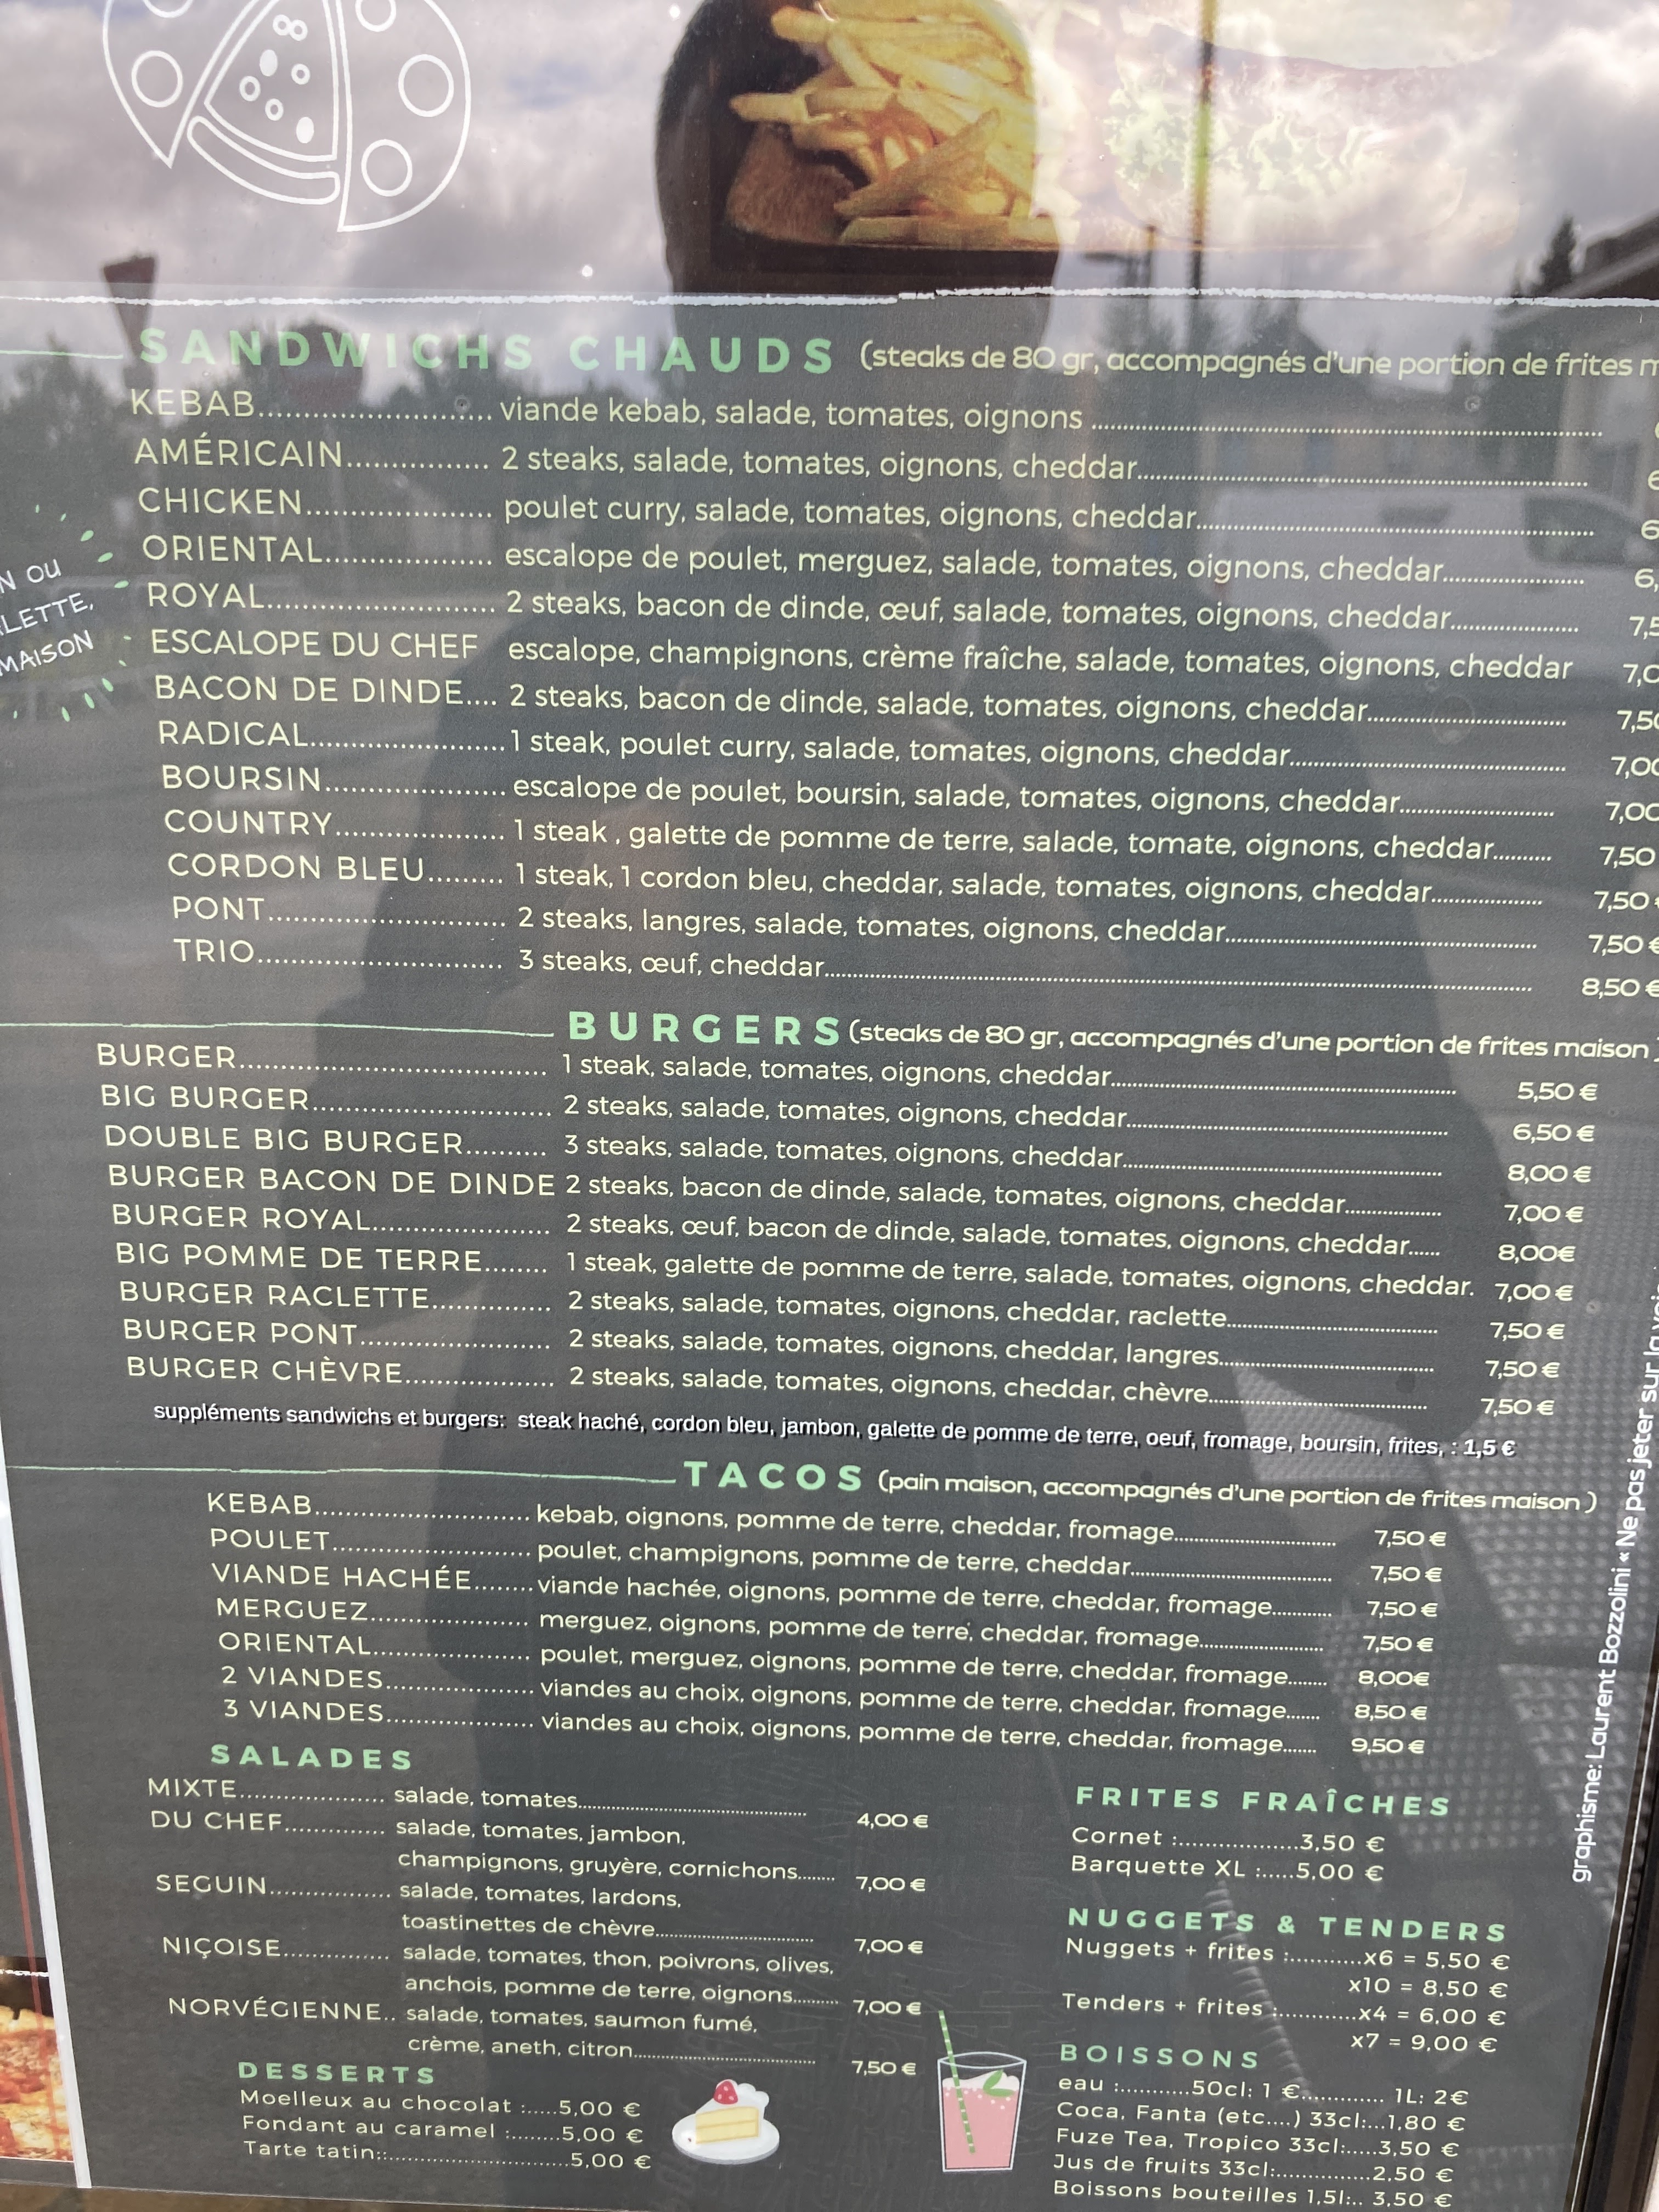 SANDWICHS CHAUDS (steaks de 80 gr, accompagnés d'une portion de frites
KEBAB......................... viande kebab, salade, tomates, oignons
AMÉRICAIN................ 2 steaks, salade, tomates, oignons, cheddar
CHICKEN.................... poulet curry, salade, tomates, oignons, cheddar
ORIENTAL.................. escalope de poulet, merguez, salade, tomates, oignons, cheddar
ROYAL......................... 2 steaks, bacon de dinde, œuf, salade, tomates, oignons, cheddar
ESCALOPE DU CHEF escalope, champignons, crème fraîche, salade, tomates, oignons, cheddar
BACON DE DINDE.... 2 steaks, bacon de dinde, salade, tomates, oignons, cheddar.......... 7,50
RADICAL..................... 1 steak, poulet curry, salade, tomates, oignons, cheddar.......... 7,00
BOURSIN.................... escalope de poulet, boursin, salade, tomates, oignons, cheddar.......... 7,00
COUNTRY................... 1 steak , galette de pomme de terre, salade, tomate, oignons, cheddar.......... 7,50
CORDON BLEU......... 1 steak, 1 cordon bleu, cheddar, salade, tomates, oignons, cheddar.......... 7,50 €
PONT.......................... 2 steaks, langres, salade, tomates, oignons, cheddar.......... 7,50 €
TRIO........................... 3 steaks, œuf, cheddar.......... 8,50 €
OU
MAISON
BURGERS (steaks de 80 gr, accompagnés d'une portion de frites maison )
BURGER.................................. 1 steak, salade, tomates, oignons, cheddar.......... 5,50 €
BIG BURGER.......................... 2 steaks, salade, tomates, oignons, cheddar.......... 6,50 €
DOUBLE BIG BURGER.......... 3 steaks, salade, tomates, oignons, cheddar.......... 8,00 €
BURGER BACON DE DINDE 2 steaks, bacon de dinde, salade, tomates, oignons, cheddar.......... 7,00 €
BURGER ROYAL.................... 2 steaks, œuf, bacon de dinde, salade, tomates, oignons, cheddar...... 8,00€
BIG POMME DE TERRE........ 1 steak, galette de pomme de terre, salade, tomates, oignons, cheddar. 7,00 €
BURGER RACLETTE............. 2 steaks, salade, tomates, oignons, cheddar, raclette.......... 7,50 €
BURGER PONT..................... 2 steaks, salade, tomates, oignons, cheddar, langres.......... 7,50 €
BURGER CHÈVRE................. 2 steaks, salade, tomates, oignons, cheddar, chèvre.......... 7,50 €
suppléments sandwichs et burgers: steak haché, cordon bleu, jambon, galette de pomme de terre, oeuf, fromage, boursin, frites, : 1,5 €
TACOS (pain maison, accompagnés d'une portion de frites maison )
KEBAB........................ kebab, oignons, pomme de terre, cheddar, fromage.......... 7,50 €
POULET...................... poulet, champignons, pomme de terre, cheddar.......... 7,50 €
VIANDE HACHÉE........ viande hachée, oignons, pomme de terre, cheddar, fromage.......... 7,50 €
MERGUEZ.................. merguez, oignons, pomme de terre, cheddar, fromage.......... 7,50 €
ORIENTAL.................. poulet, merguez, oignons, pomme de terre, cheddar, fromage........ 8,00€
2 VIANDES.................. viandes au choix, oignons, pomme de terre, cheddar, fromage....... 8,50 €
3 VIANDES.................. viandes au choix, oignons, pomme de terre, cheddar, fromage....... 9,50 €
SALADES
MIXTE.................... salade, tomates.......... 4,00 €
DU CHEF.............. salade, tomates, jambon,
champignons, gruyère, cornichons........ 7,00 €
SEGUIN................. salade, tomates, lardons,
toastinettes de chèvre.......... 7,00 €
NIÇOISE............... salade, tomates, thon, poivrons, olives,
anchois, pomme de terre, oignons.......... 7,00 €
NORVÉGIENNE.. salade, tomates, saumon fumé,
crème, aneth, citron.......... 7,50 €
DESSERTS
Moelleux au chocolat :.....5,00 €
Fondant au caramel :........5,00 €
Tarte tatin::..........................5,00 €
FRITES FRAÎCHES
Cornet :.................3,50 €
Barquette XL :.....5,00 €
NUGGETS & TENDERS
Nuggets + frites :..........x6 = 5,50 €
x10 = 8,50 €
Tenders + frites :...........x4 = 6,00 €
x7 = 9,00 €
BOISSONS
eau :..........50cl: 1 €............ 1L: 2€
Coca, Fanta (etc....) 33cl:...1,80 €
Fuze Tea, Tropico 33cl:.....3,50 €
Jus de fruits 33cl:..............2,50 €
Boissons bouteilles 1,5l:.. 3,50 €
graphisme: Laurent Bozzolini « Ne pas jeter sur la